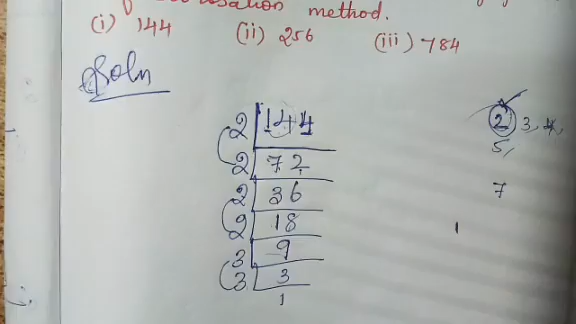 method.
(i) 144 (ii) 256 (iii) 784
Soln
2 144
2 72 2 3, 4,
2 36 5,
2 18 7
3 9
3 3
1